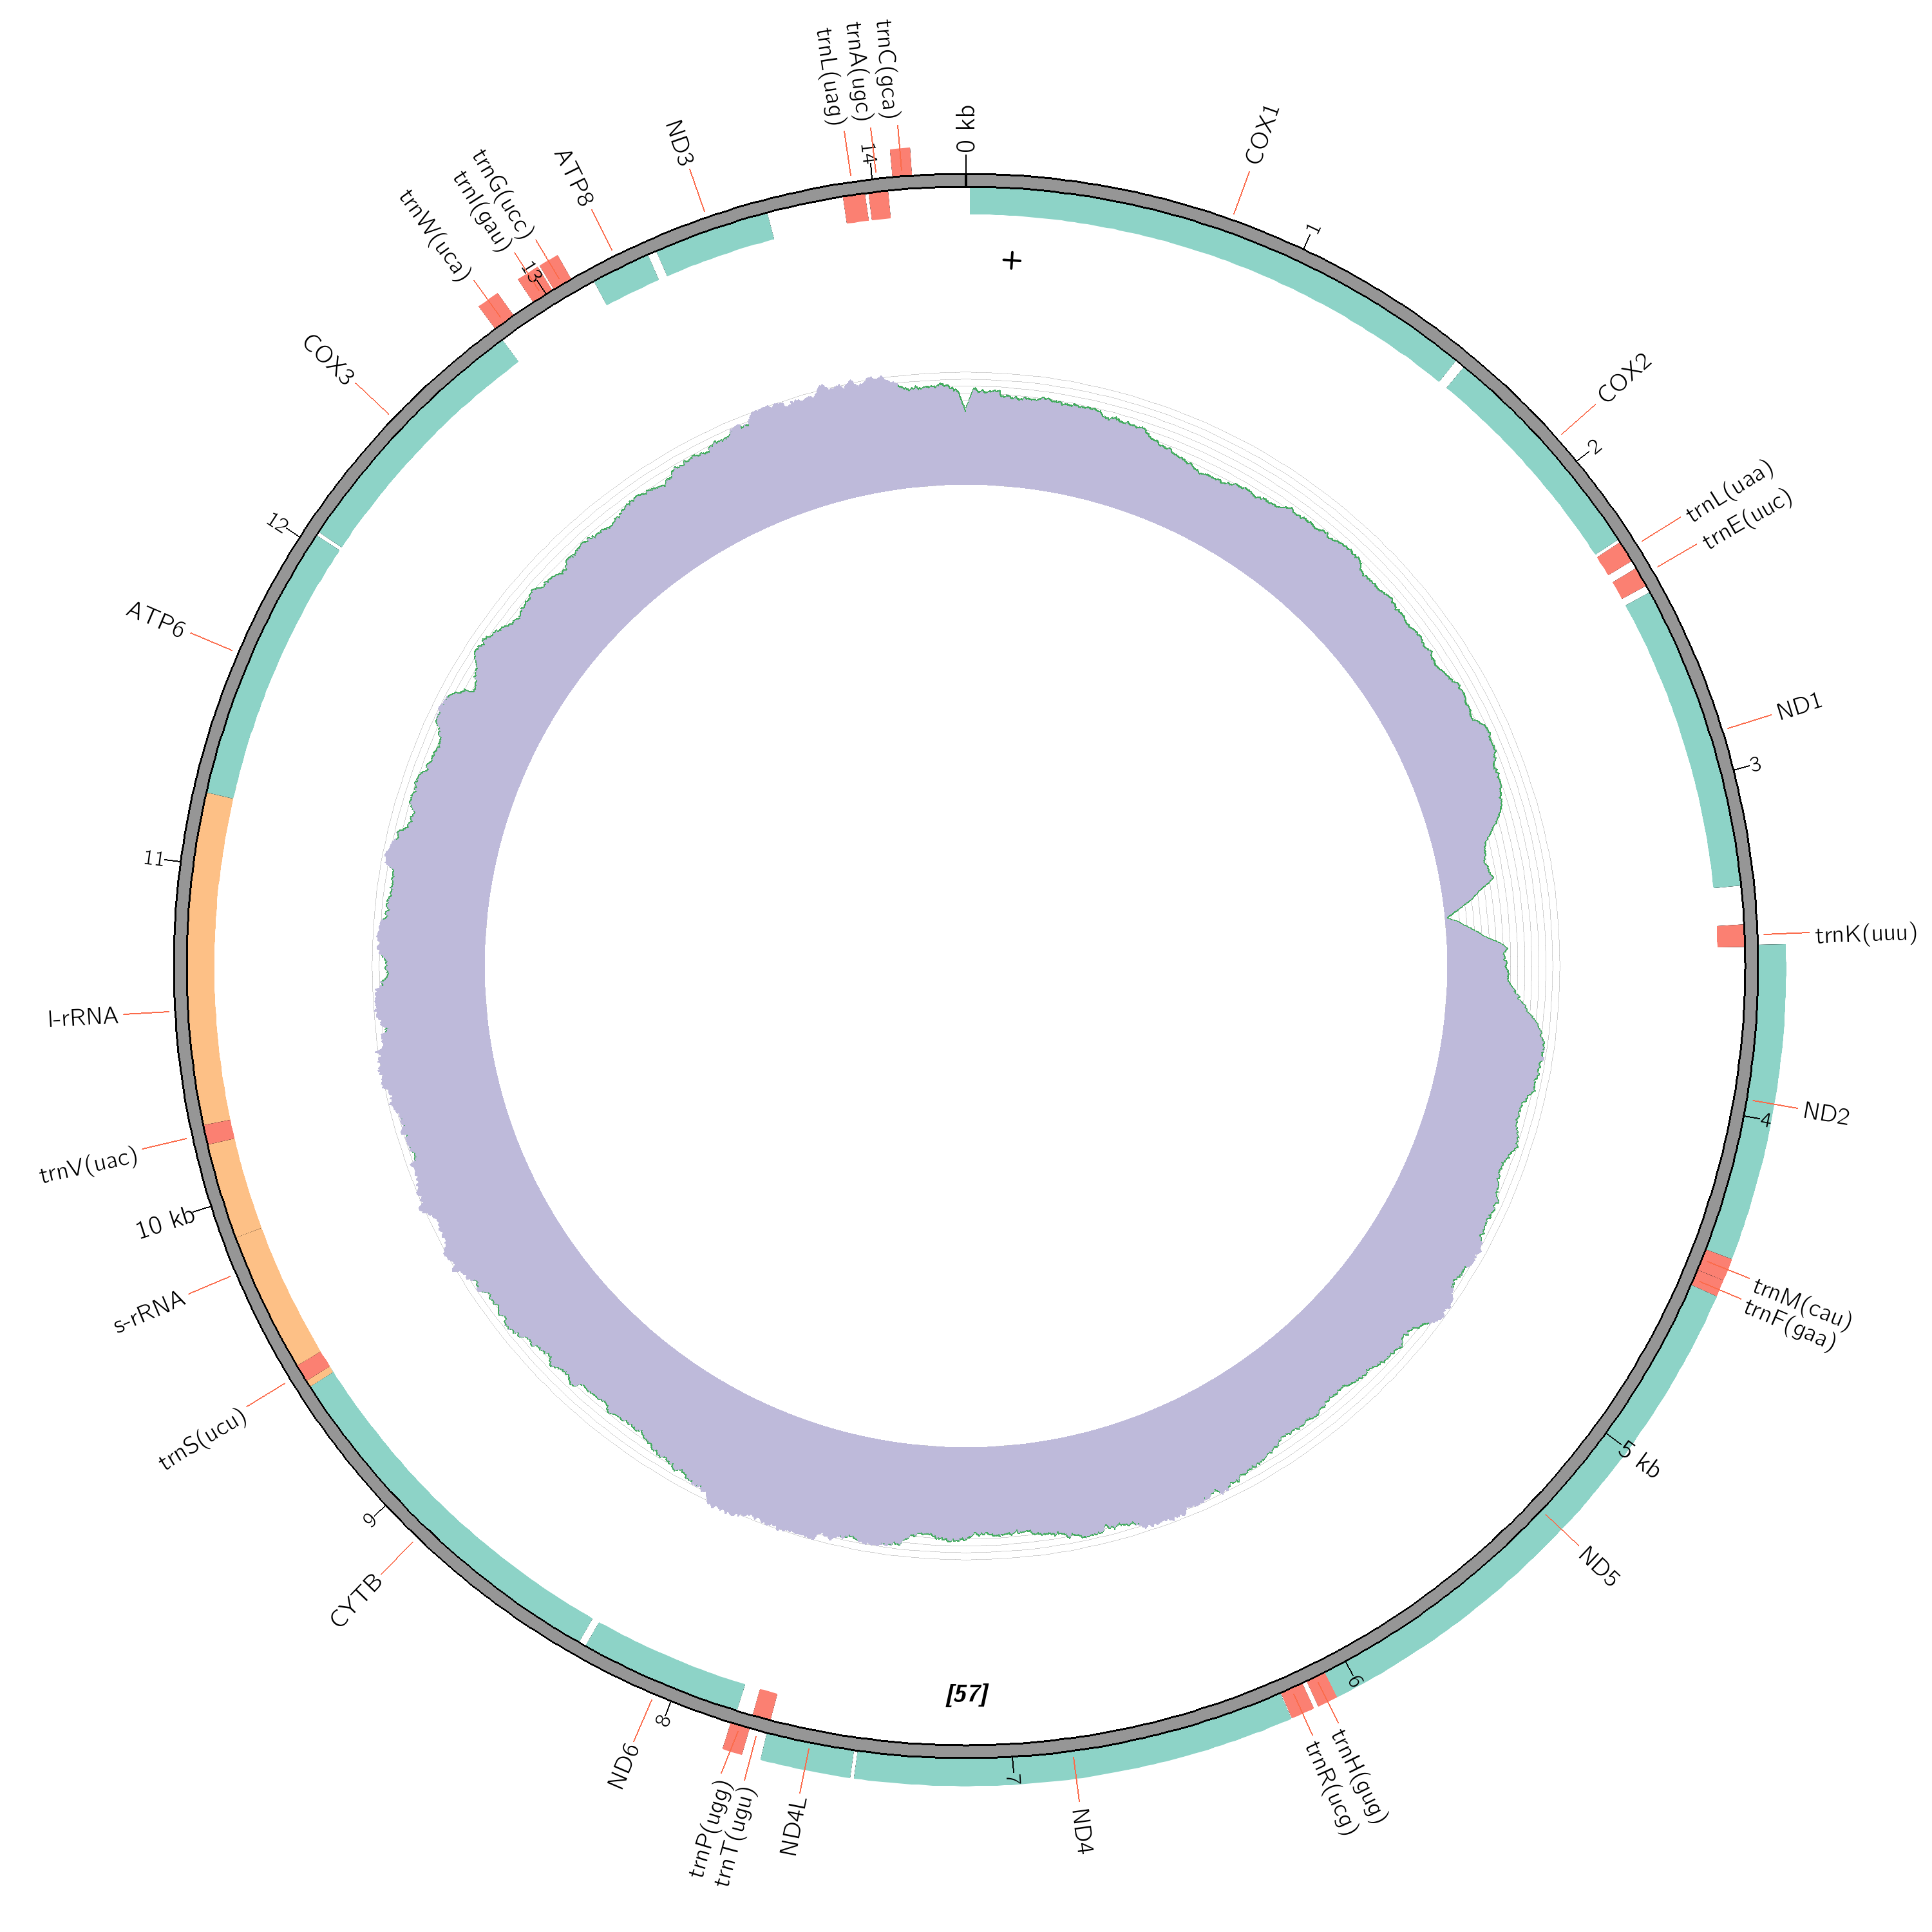 0 kb
COX1
1
COX2
2
trnL(uaa)
trnE(uuc)
ND1
3
trnK(uuu)
ND2
4
trnM(cau)
trnF(gaa)
5 kb
ND5
6
trnH(gug)
trnR(ucg)
ND4
7
ND4L
trnT(ugu)
trnP(ugg)
8
ND6
CYTB
9
trnS(ucu)
s-rRNA
10 kb
trnV(uac)
l-rRNA
11
ATP6
12
COX3
trnW(uca)
trnI(gau)
13
trnG(ucc)
ATP8
ND3
trnL(uag)
trnA(ugc)
14
trnC(gca)
+
[57]